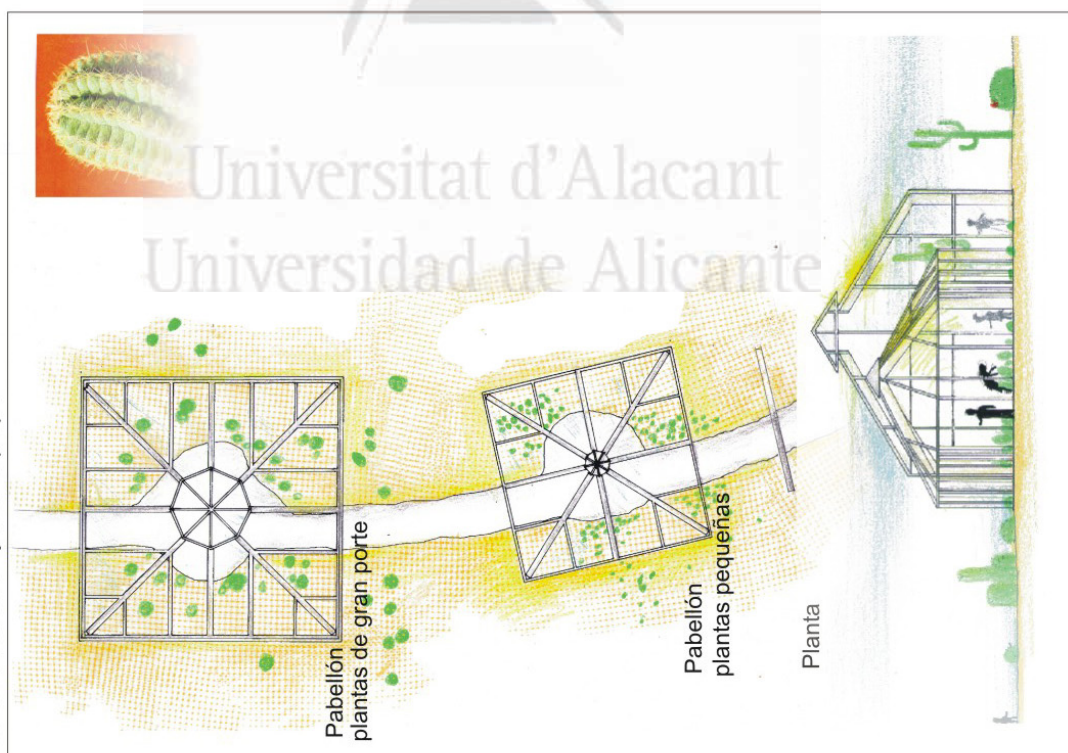 Universitat d'Alacant
Universidad de Alicante
Pabellón
plantas de gran porte
Pabellón
plantas pequeñas
Planta